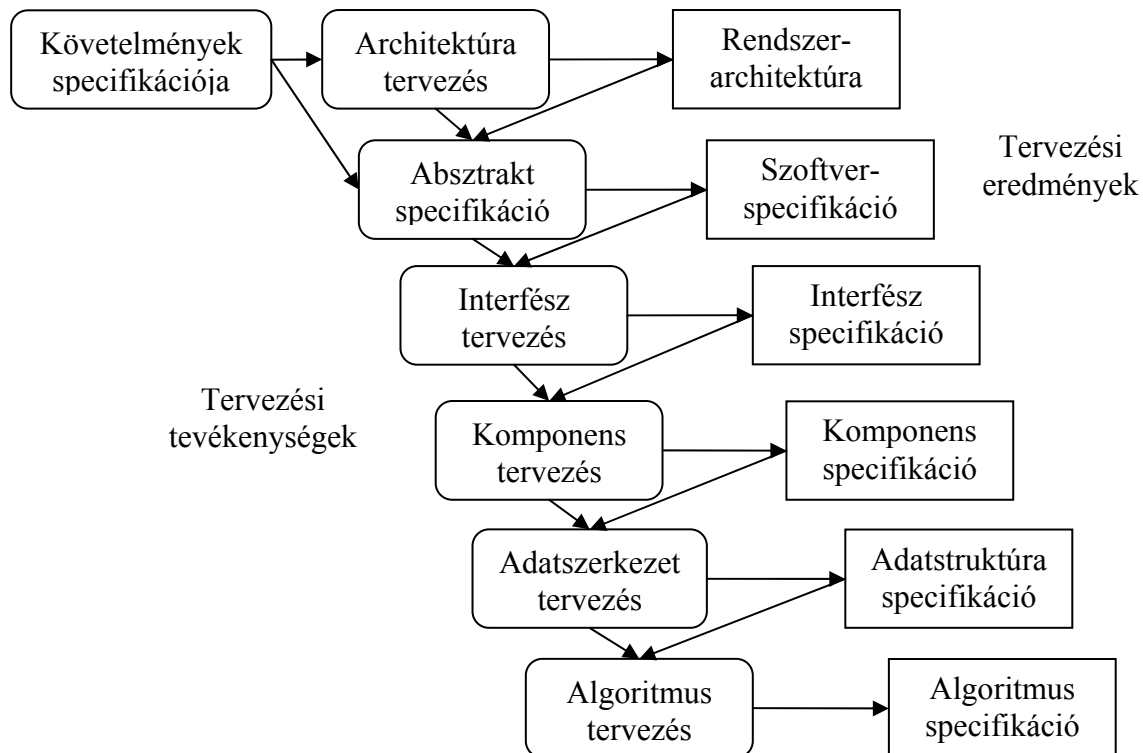 Követelmények
specifikációja
Architektúra
tervezés
Rendszer-
architektúra
Absztrakt
specifikáció
Szoftver-
specifikáció
Tervezési
eredmények
Interfész
tervezés
Interfész
specifikáció
Tervezési
tevékenységek
Komponens
tervezés
Komponens
specifikáció
Adatszerkezet
tervezés
Adatstruktúra
specifikáció
Algoritmus
tervezés
Algoritmus
specifikáció